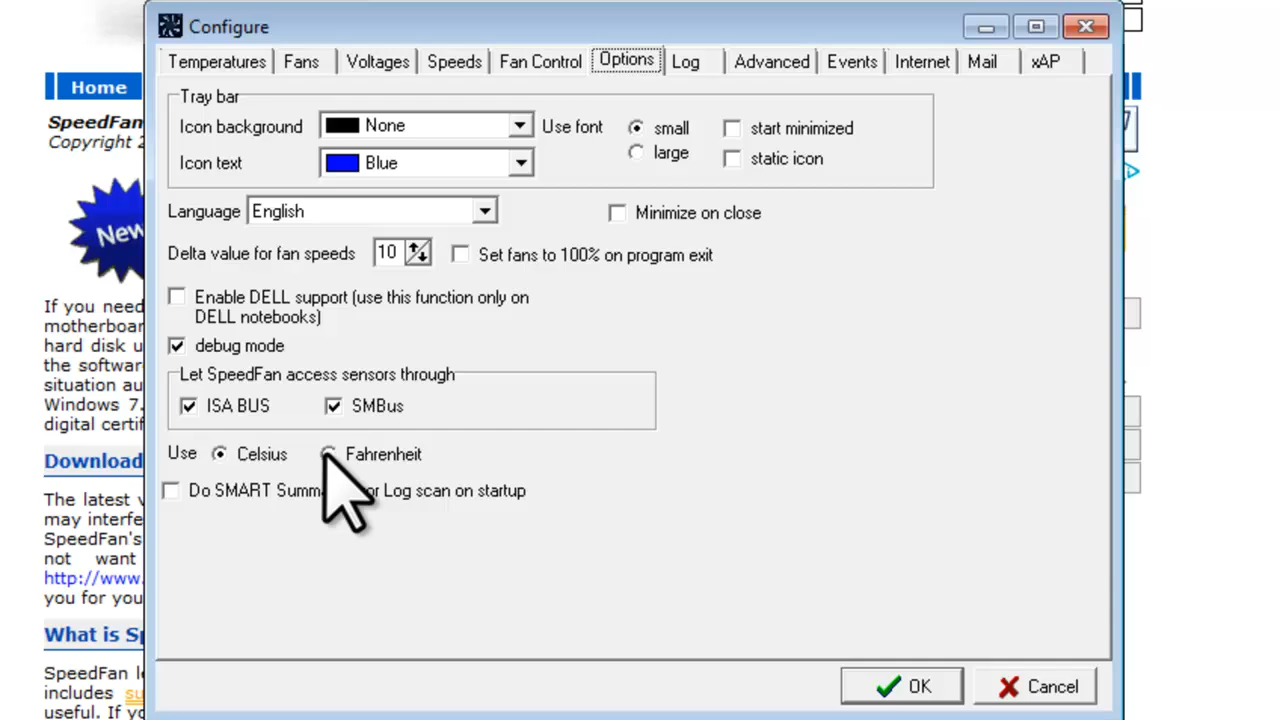 Configure
Temperatures Fans Voltages Speeds Fan Control Options Log Advanced Events Internet Mail xAP
Home
SpeedFan
Copyright 2
New
Tray bar
Icon background None Use font small start minimized
Icon text Blue large static icon
Language English Minimize on close
Delta value for fan speeds 10 Set fans to 100% on program exit
Enable DELL support (use this function only on
DELL notebooks)
debug mode
Let SpeedFan access sensors through
ISA BUS SMBus
Use Celsius Fahrenheit
Do SMART Summ or Log scan on startup
OK Cancel
If you need
motherboar
hard disk u
the softwar
situation au
Windows 7.
digital certif
Download
The latest v
may interfe
SpeedFan's
not want
http://www.
you for you
What is Sp
SpeedFan le
includes su
useful. If yo